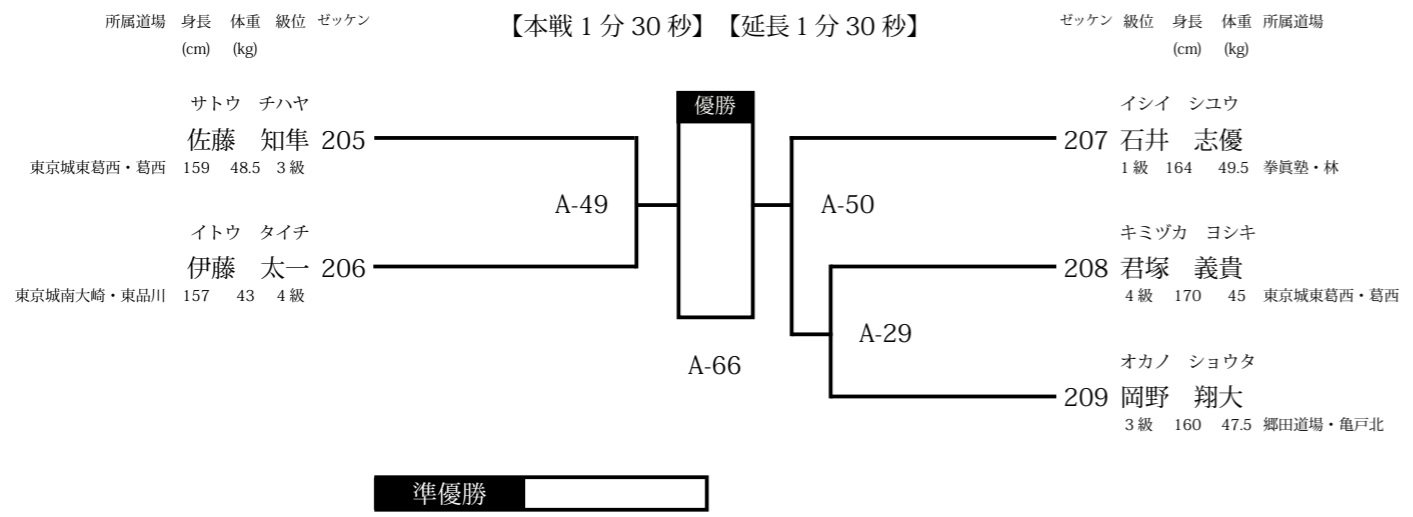 所属道場 身長 体重 級位 ゼッケン 【本戦 1 分 30 秒】【延長 1 分 30 秒】 ゼッケン 級位 身長 体重 所属道場
(cm) (kg) (cm) (kg)
サトウ チハヤ
佐藤 知隼 205
東京城東葛西・葛西 159 48.5 3 級
イトウ タイチ
伊藤 太一 206
東京城南大崎・東品川 157 43 4 級
A-49
優勝
A-66
A-50
A-29
イシイ シユウ
207 石井 志優
1 級 164 49.5 拳眞塾・林
キミヅカ ヨシキ
208 君塚 義貴
4 級 170 45 東京城東葛西・葛西
オカノ ショウタ
209 岡野 翔大
3 級 160 47.5 郷田道場・亀戸北
準優勝